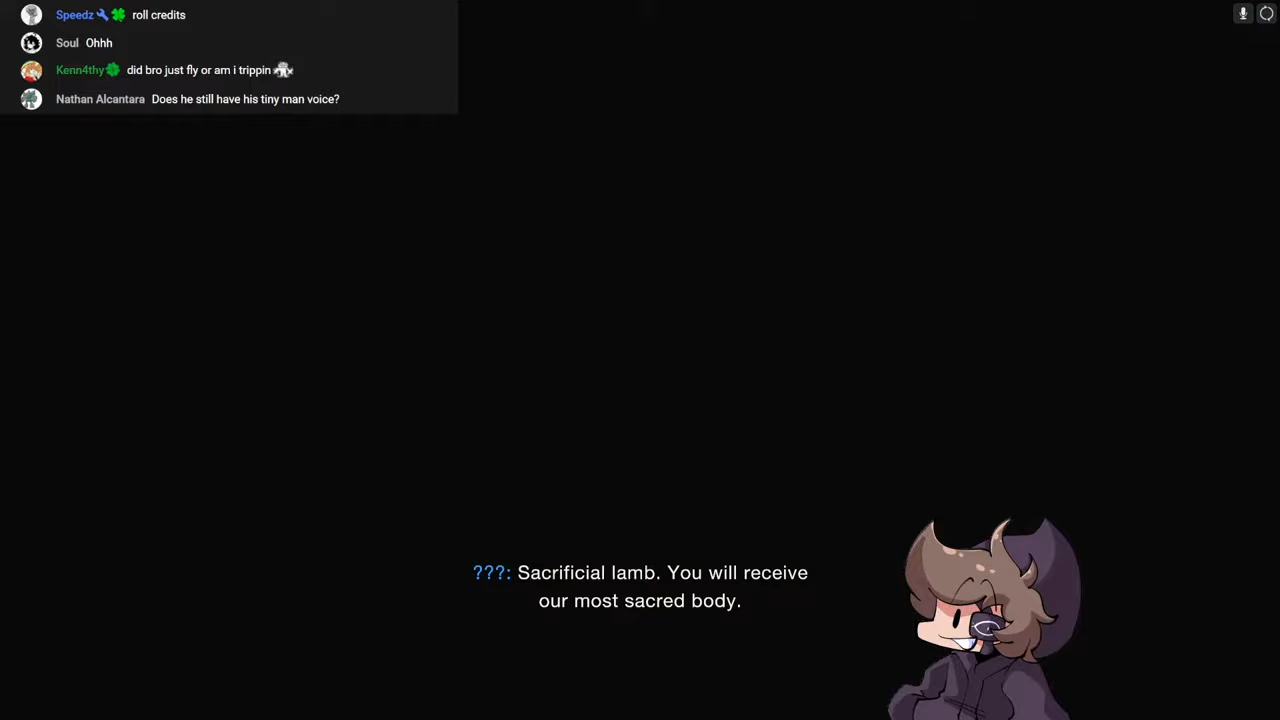 Speedz roll credits
Soul Ohhh
Kenn4thy did bro just fly or am i trippin
Nathan Alcantara Does he still have his tiny man voice?
???: Sacrificial lamb. You will receive
our most sacred body.